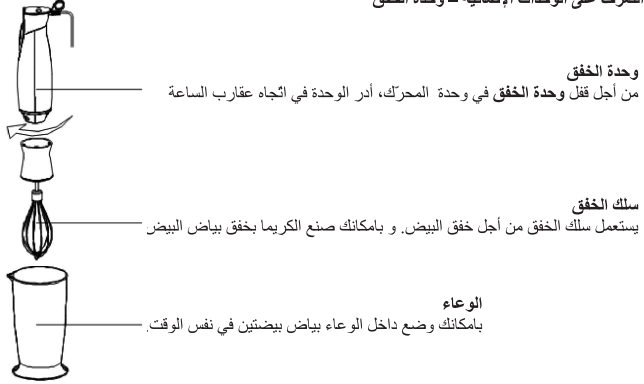 وحدة الخفق
من أجل قفل وحدة الخفق في وحدة المحرّك، أدر الوحدة في اتّجاه عقارب الساعة
سلك الخفق
يستعمل سلك الخفق من أجل خفق البيض. و بامكانك صنع الكريما بخفق بياض البيض
الوعاء
بامكانك وضع داخل الوعاء بياض بيضتين في نفس الوقت.